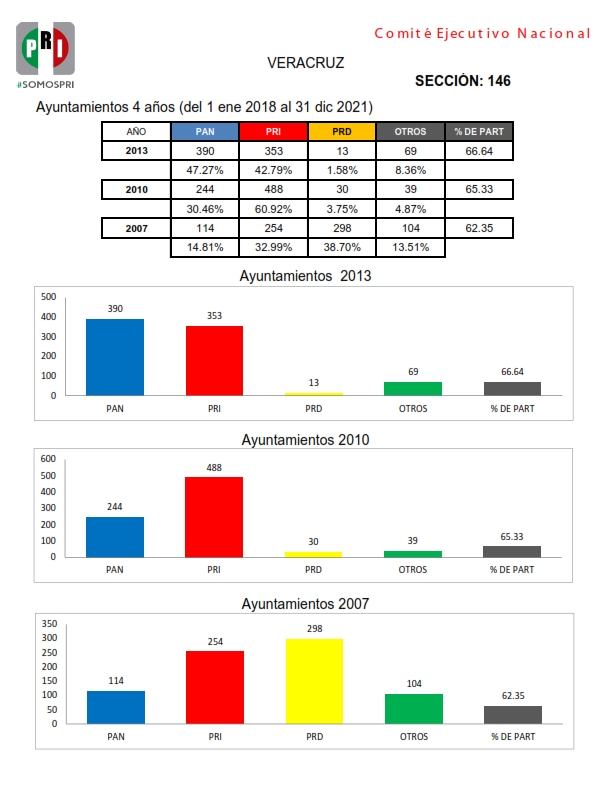 Comité Ejecutivo Nacional
PRI
#SOMOSPRI
VERACRUZ
SECCIÓN: 146
Ayuntamientos 4 años (del 1 ene 2018 al 31 dic 2021)
AÑO PAN PRI PRD OTROS % DE PART
2013 390 353 13 69 66.64
47.27% 42.79% 1.58% 8.36%
2010 244 488 30 39 65.33
30.46% 60.92% 3.75% 4.87%
2007 114 254 298 104 62.35
14.81% 32.99% 38.70% 13.51%
Ayuntamientos 2013
500
400
300
200
100
0
390 353 13 69 66.64
PAN PRI PRD OTROS % DE PART
Ayuntamientos 2010
600
500
400
300
200
100
0
244 488 30 39 65.33
PAN PRI PRD OTROS % DE PART
Ayuntamientos 2007
350
300
250
200
150
100
50
0
114 254 298 104 62.35
PAN PRI PRD OTROS % DE PART